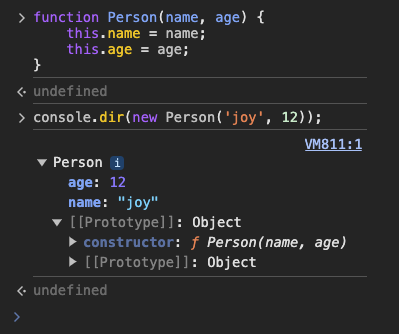 function Person(name, age) {
    this.name = name;
    this.age = age;
}
undefined
console.dir(new Person('joy', 12));
VM811:1
Person i
age: 12
name: "joy"
[[Prototype]]: Object
constructor: ƒ Person(name, age)
[[Prototype]]: Object
undefined